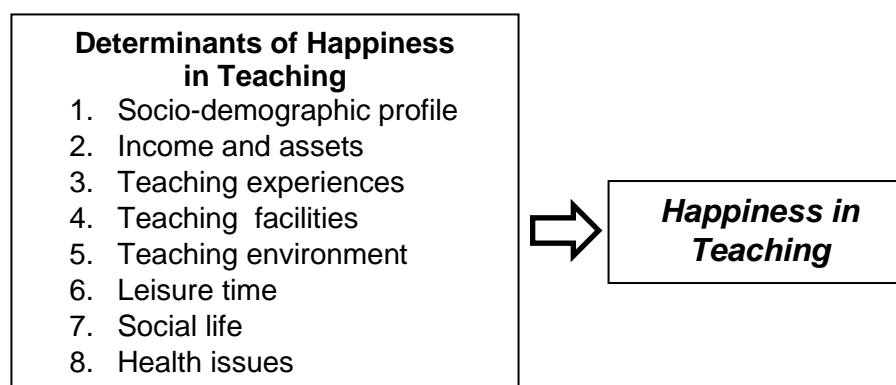 Determinants of Happiness
in Teaching
1. Socio-demographic profile
2. Income and assets
3. Teaching experiences
4. Teaching facilities
5. Teaching environment
6. Leisure time
7. Social life
8. Health issues
Happiness in
Teaching